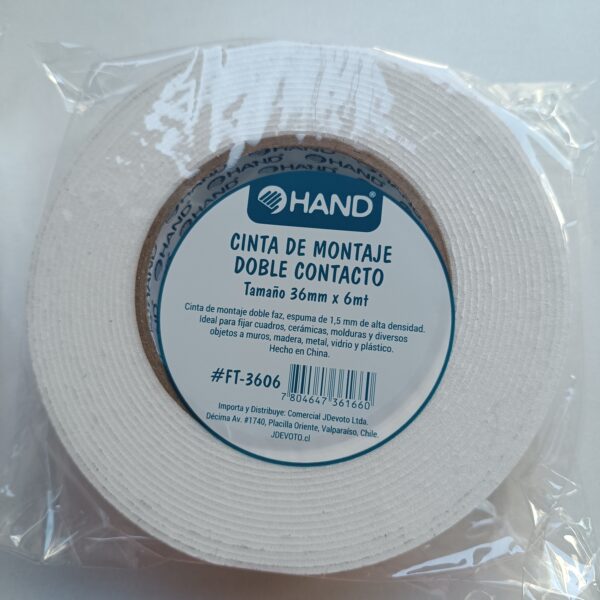 HAND
HAND®
CINTA DE MONTAJE
DOBLE CONTACTO
Tamaño 36mm x 6mt
Cinta de montaje doble faz, espuma de 1,5 mm de alta densidad.
Ideal para fijar cuadros, cerámicas, molduras y diversos
objetos a muros, madera, metal, vidrio y plástico.
Hecho en China.
#FT-3606
7 804647 361660
Importa y Distribuye: Comercial JDevoto Ltda.
Décima Av. #1740, Placilla Oriente, Valparaíso, Chile.
JDEVOTO.cl